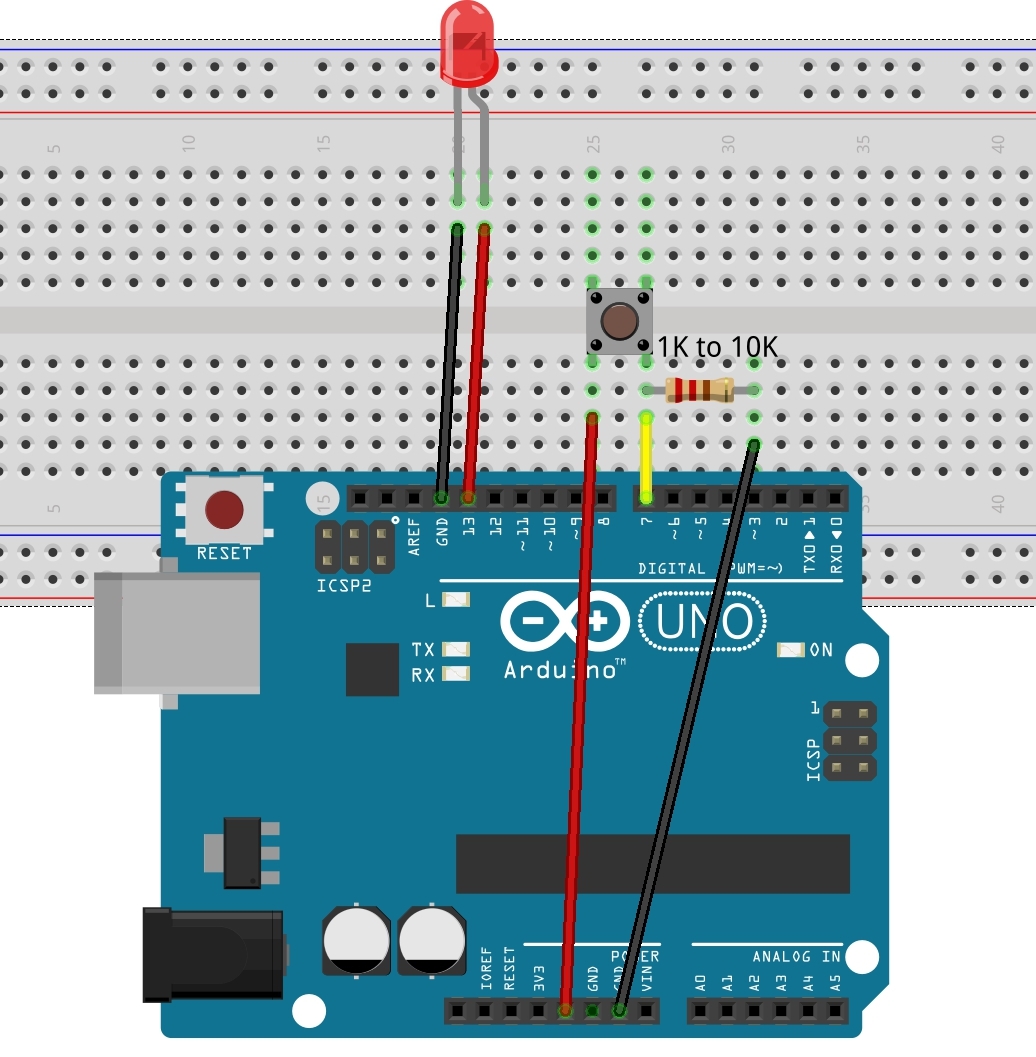 5
10
15
20
25
30
35
40
1K to 10K
15
35
5
40
RESET
ICSP2
AREF
GND
13
12
~11
~10
~9
8
7
~6
~5
4
~3
2
TX0▶1
RX0◀0
DIGITAL (PWM=~)
L
TX
RX
Arduino™
UNO
ON
1
ICSP
POWER
ANALOG IN
IOREF
RESET
3V3
GND
GND
VIN
A0
A1
A2
A3
A4
A5